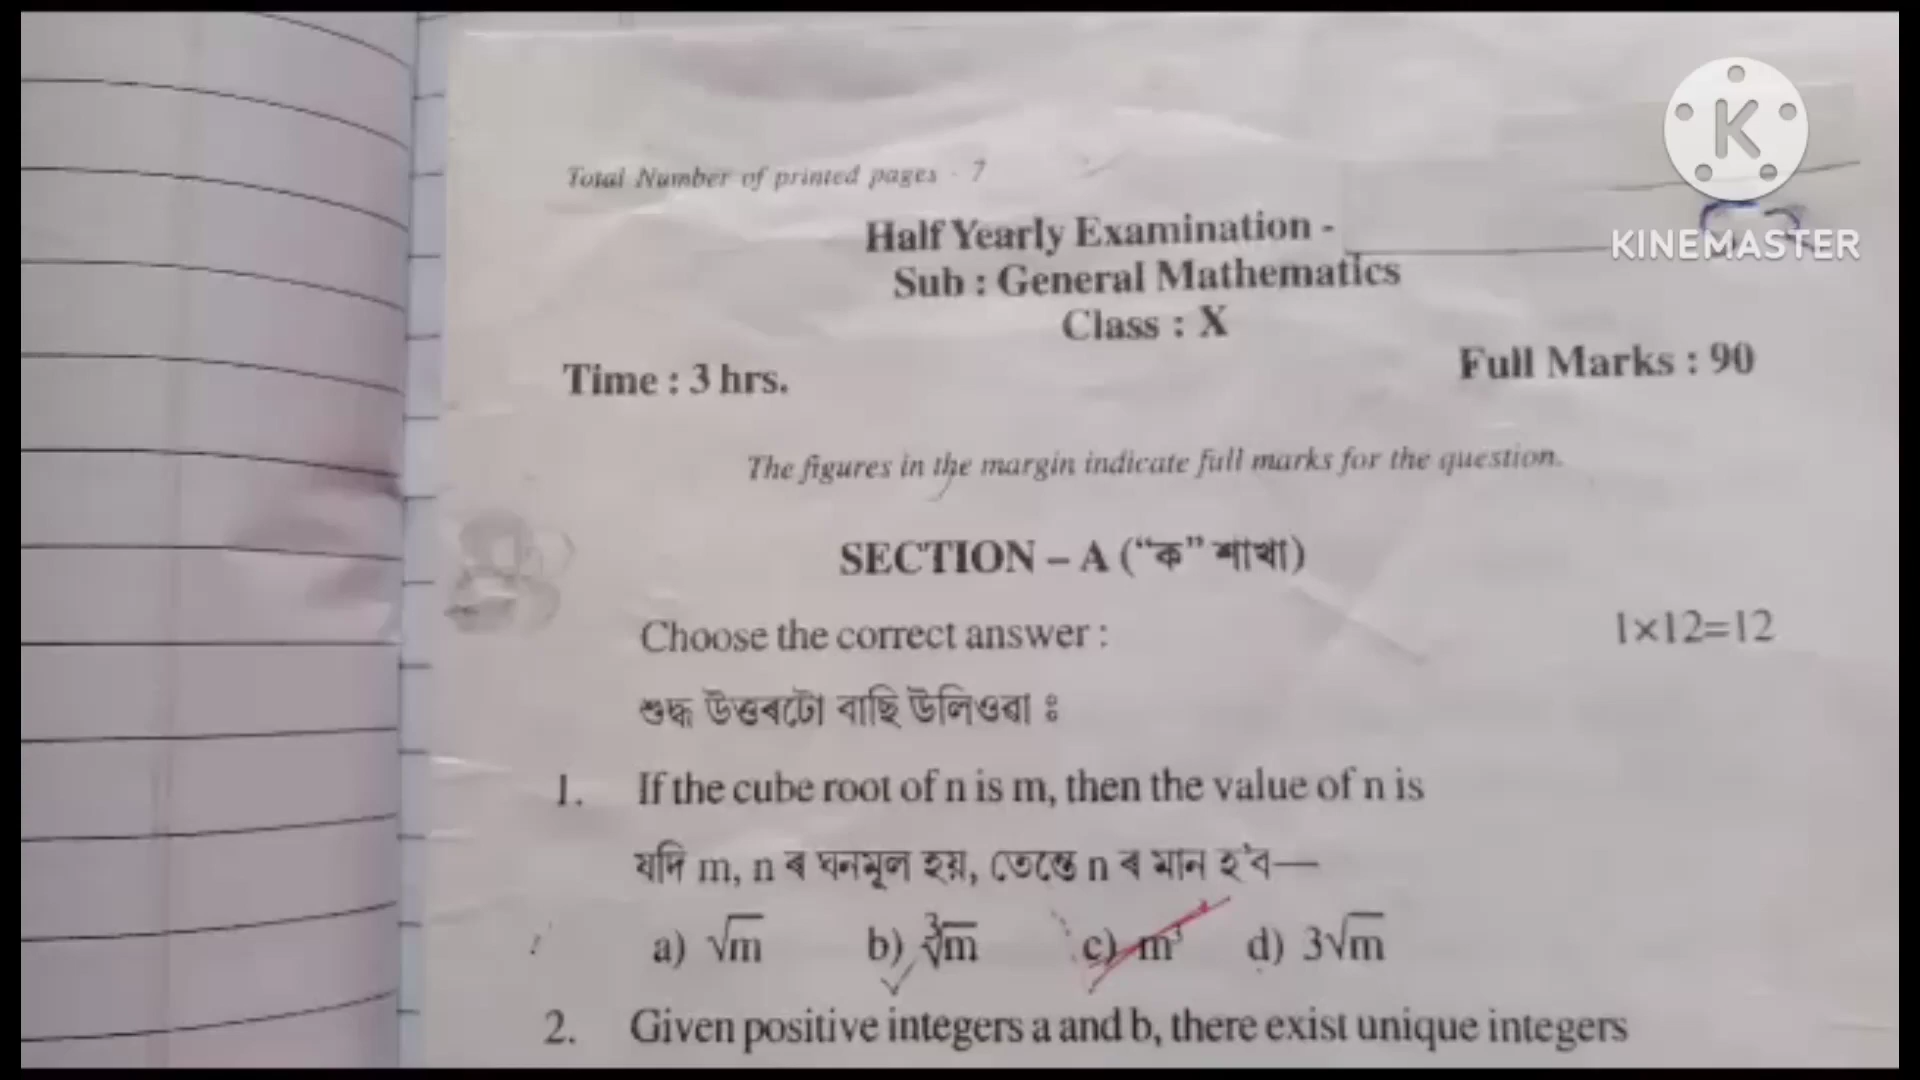 Total Number of printed pages - 7
Half Yearly Examination -
Sub : General Mathematics
Class : X
Time : 3 hrs.
Full Marks : 90
The figures in the margin indicate full marks for the question.
SECTION – A (“ক” শাখা)
Choose the correct answer :
1×12=12
শুদ্ধ উত্তৰটো বাছি উলিওৱা ঃ
1. If the cube root of n is m, then the value of n is
যদি m, n ৰ ঘনমূল হয়, তেন্তে n ৰ মান হ'ব—
a) √m b) ∛m c) m³ d) 3√m
2. Given positive integers a and b, there exist unique integers
K
KINEMASTER